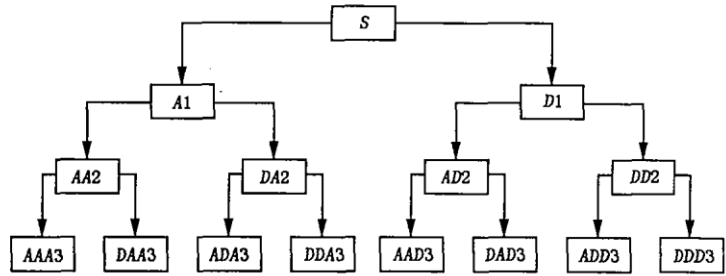 S
A1 D1
AA2 DA2 AD2 DD2
AAA3 DAA3 ADA3 DDA3 AAD3 DAD3 ADD3 DDD3